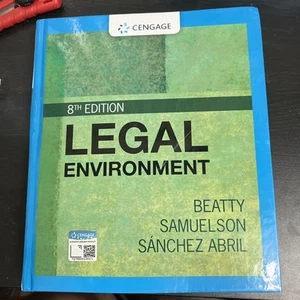 CENGAGE
8TH EDITION
LEGAL
ENVIRONMENT
BEATTY
SAMUELSON
SÁNCHEZ ABRIL